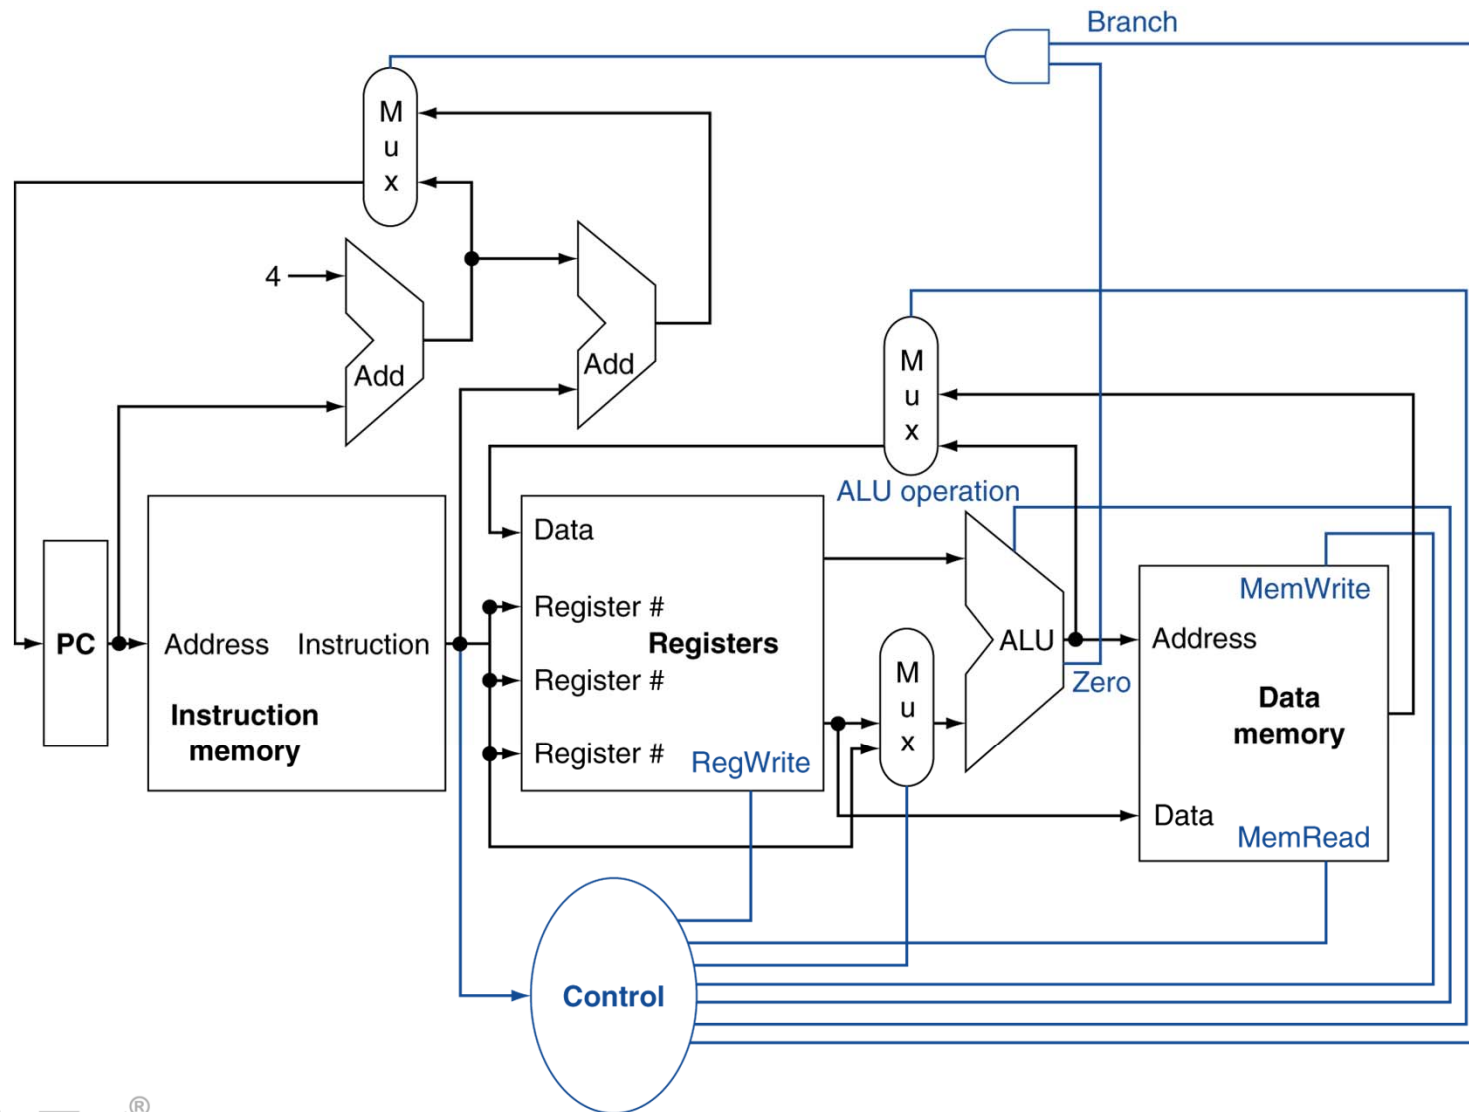 Branch
M
u
x
4
Add
Add
M
u
x
ALU operation
Data
Register #
Registers
Register #
Register #
RegWrite
PC
Address
Instruction
Instruction
memory
M
u
x
ALU
Zero
MemWrite
Address
Data
memory
Data
MemRead
Control
®